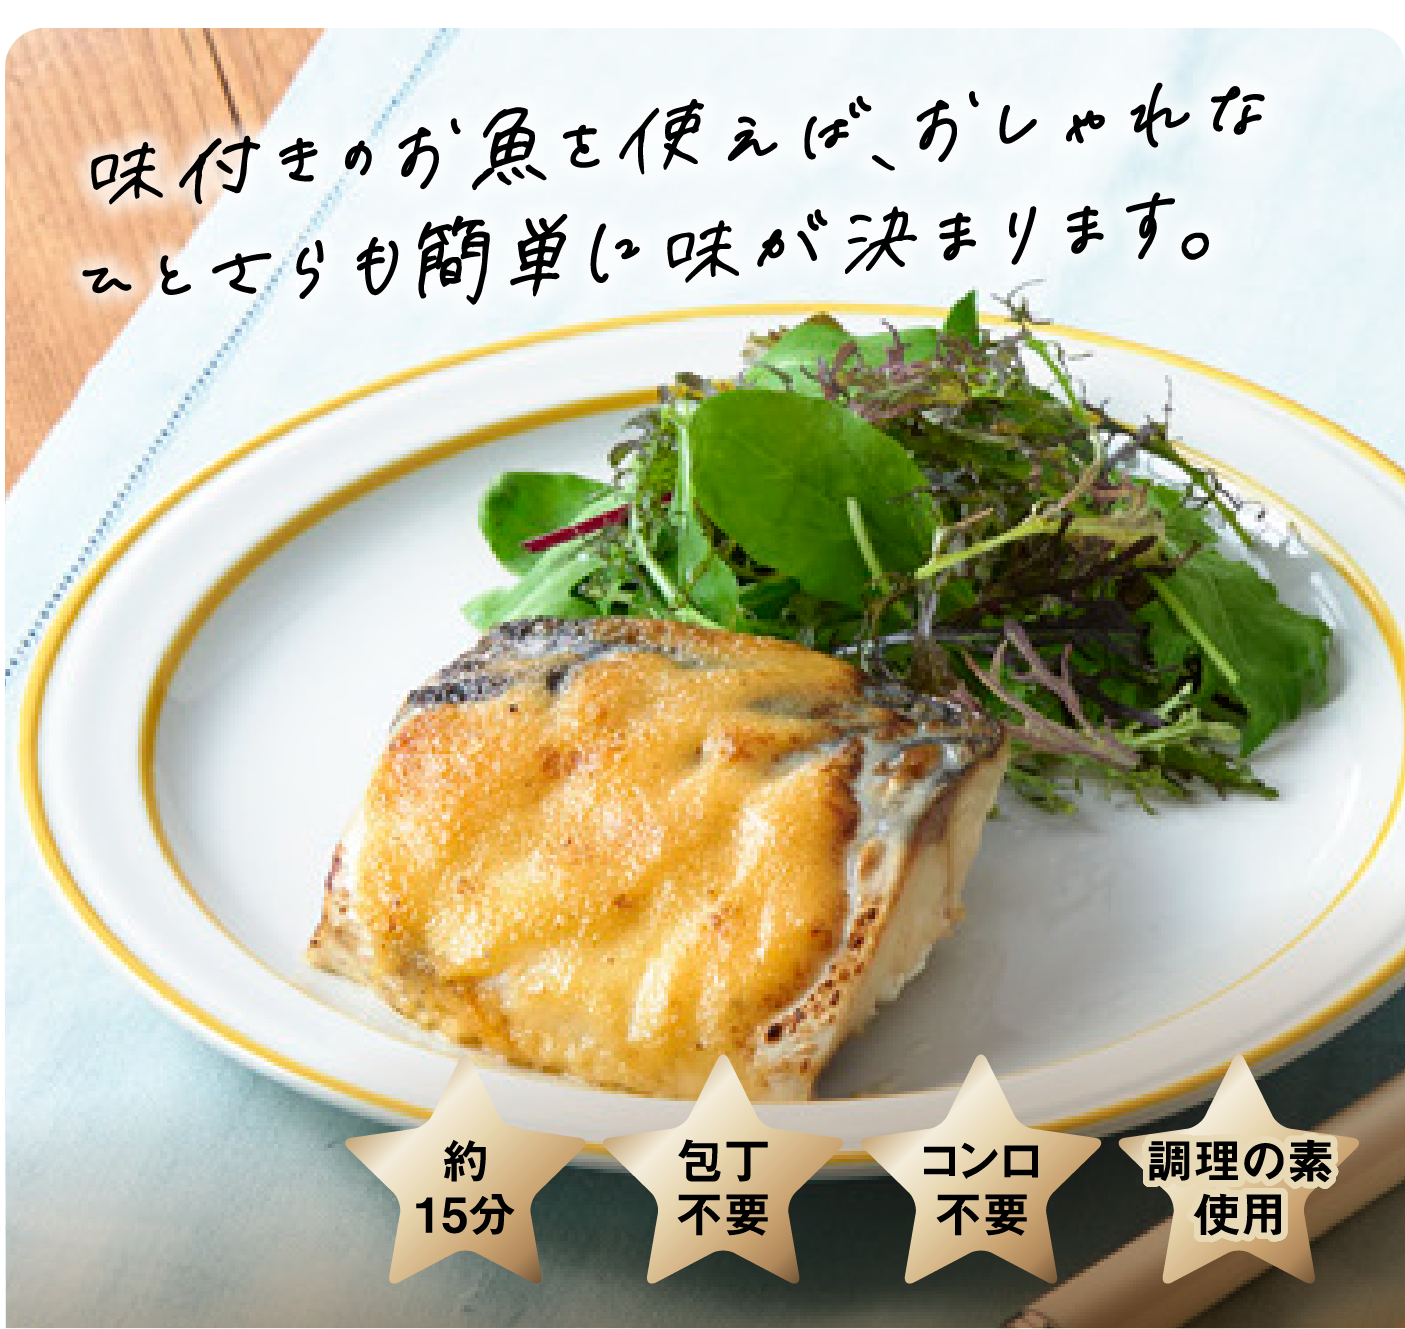 味付きのお魚を使えば、おしゃれな
ひとさらも簡単に味が決まります。
約
15分
包丁
不要
コンロ
不要
調理の素
使用